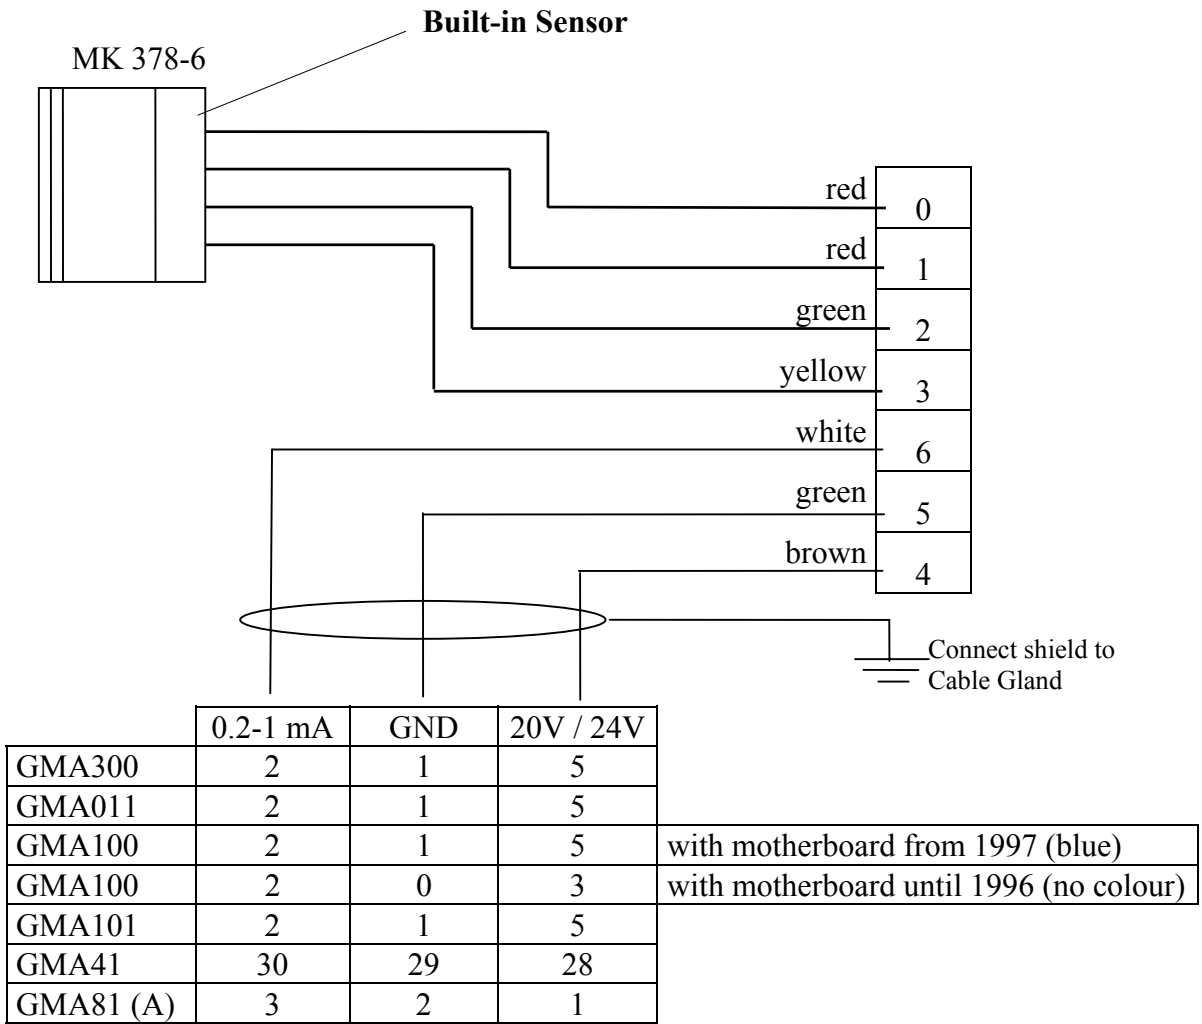 Built-in Sensor
MK 378-6
red 0
red 1
green 2
yellow 3
white 6
green 5
brown 4
Connect shield to
Cable Gland
0.2-1 mA GND 20V / 24V
GMA300 2 1 5
GMA011 2 1 5
GMA100 2 1 5 with motherboard from 1997 (blue)
GMA100 2 0 3 with motherboard until 1996 (no colour)
GMA101 2 1 5
GMA41 30 29 28
GMA81 (A) 3 2 1